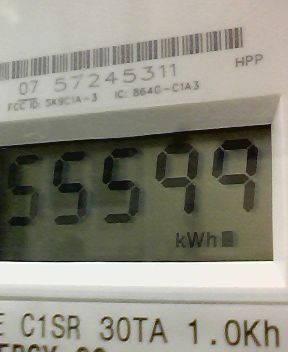 HPP
07 57245311
FCC ID: SK9C1A-3 IC: 864G-C1A3
55599
kWh
E C1SR 30TA 1.0Kh